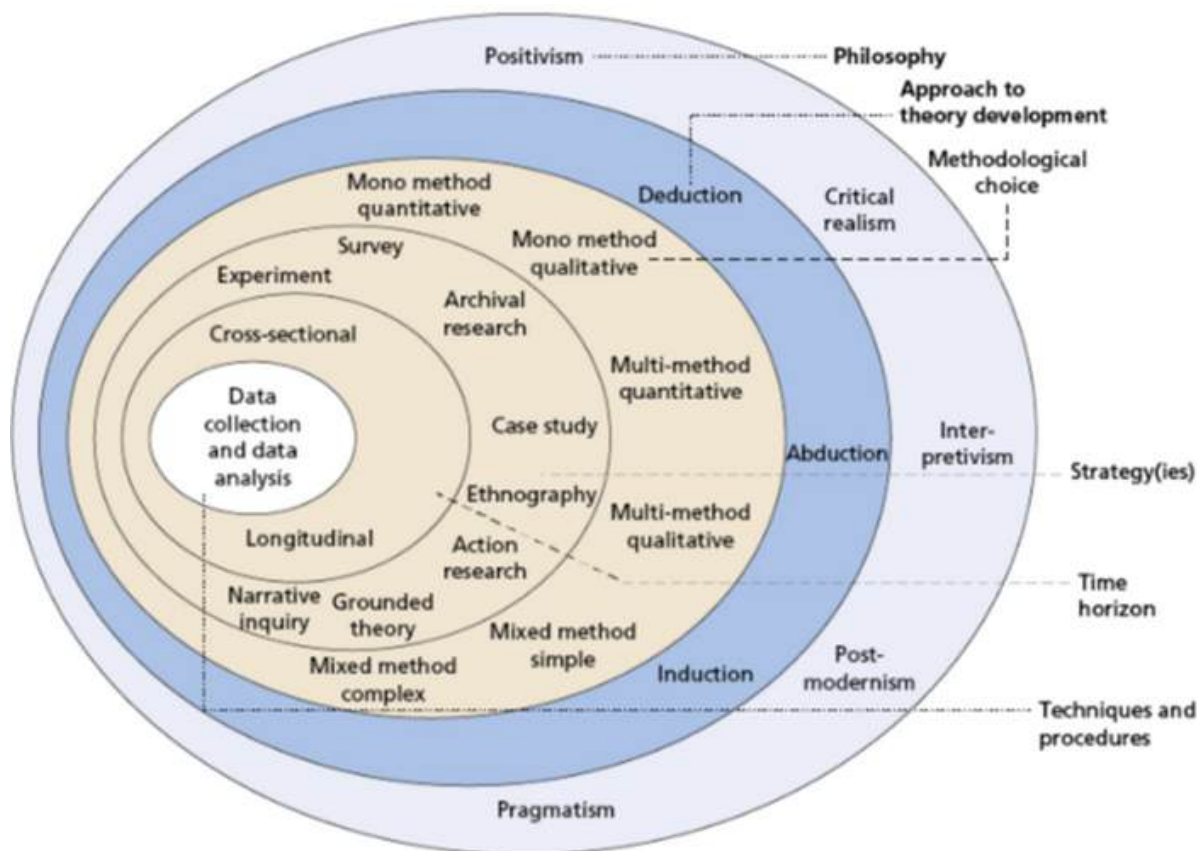 Positivism
Philosophy
Approach to
theory development
Methodological
choice
Mono method
quantitative
Deduction
Critical
realism
Survey
Mono method
qualitative
Experiment
Archival
research
Cross-sectional
Multi-method
quantitative
Data
collection
and data
analysis
Case study
Abduction
Inter-
pretivism
Strategy(ies)
Ethnography
Multi-method
qualitative
Longitudinal
Action
research
Time
horizon
Narrative
inquiry
Grounded
theory
Mixed method
simple
Mixed method
complex
Induction
Post-
modernism
Techniques and
procedures
Pragmatism